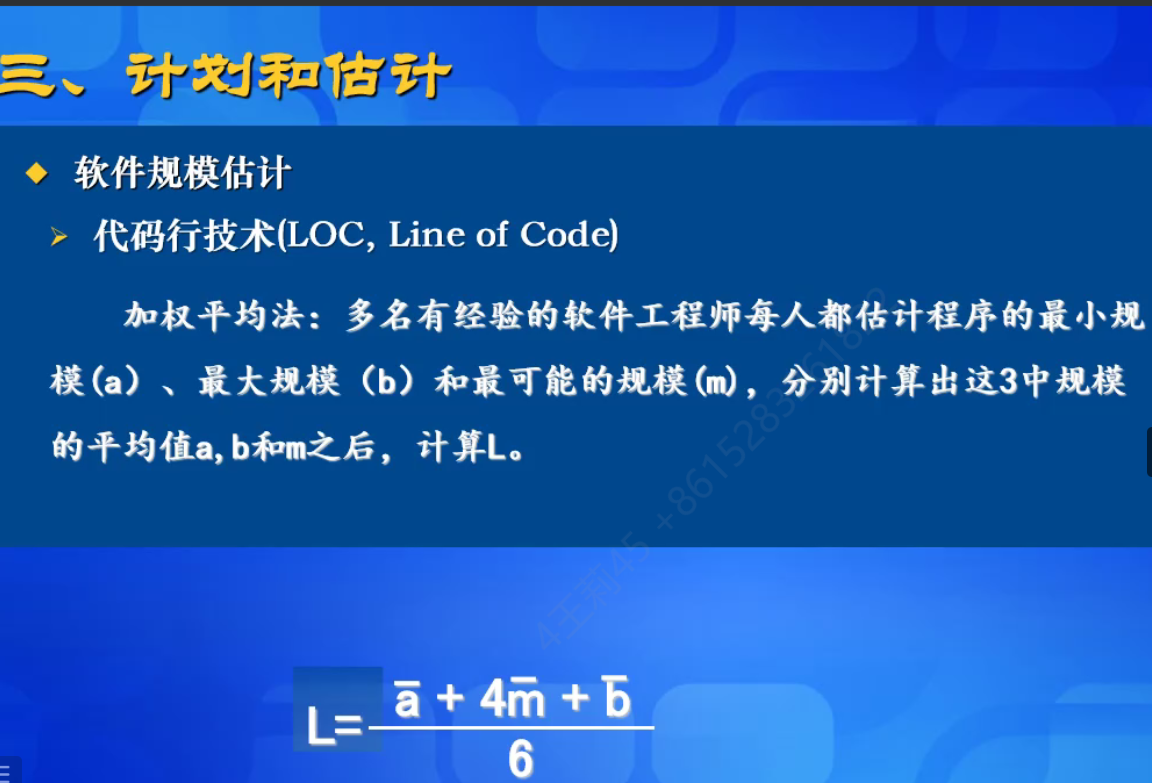 三、计划和估计
软件规模估计
代码行技术(LOC, Line of Code)
加权平均法：多名有经验的软件工程师每人都估计程序的最小规
模(a）、最大规模（b）和最可能的规模(m)，分别计算出这3中规模
的平均值a,b和m之后，计算L。
L= a̅ + 4m̅ + b̅
6